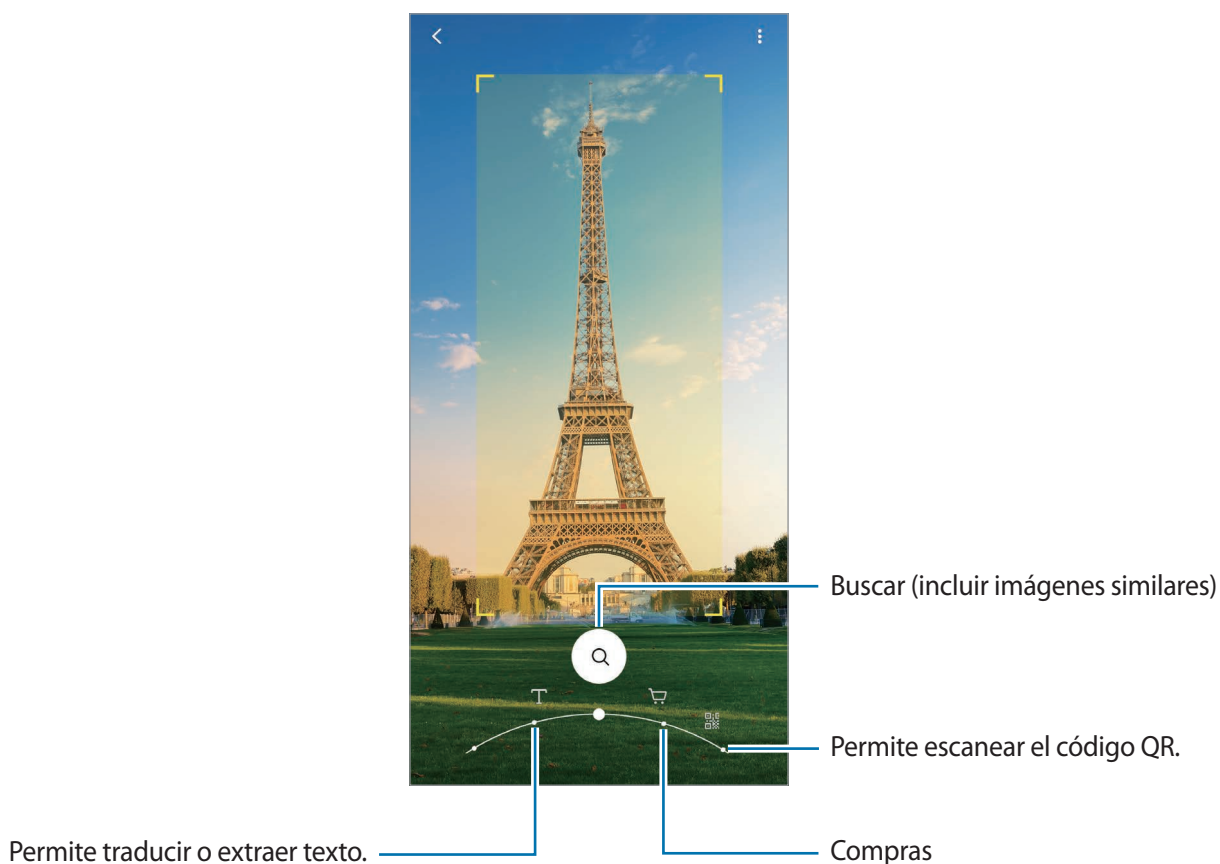 Buscar (incluir imágenes similares)
T
Permite escanear el código QR.
Permite traducir o extraer texto.
Compras